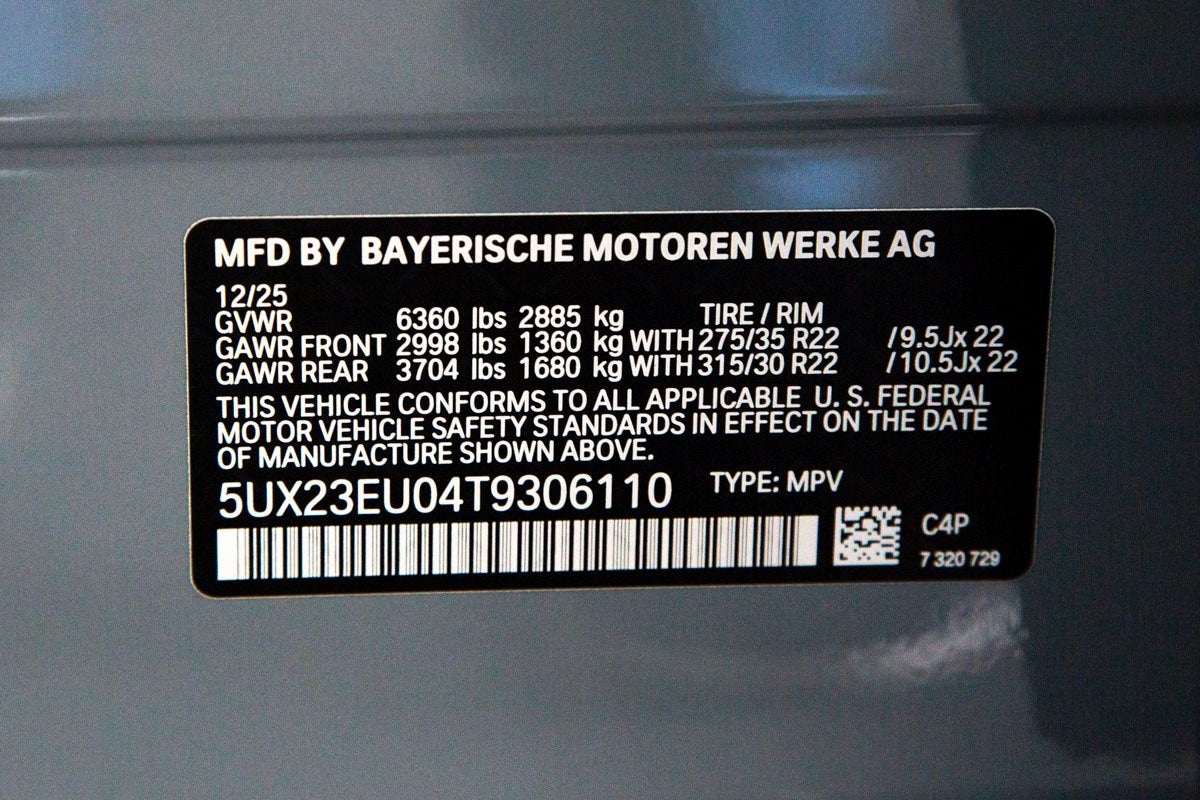 MFD BY BAYERISCHE MOTOREN WERKE AG
12/25
GVWR 6360 lbs 2885 kg TIRE / RIM
GAWR FRONT 2998 lbs 1360 kg WITH 275/35 R22 /9.5Jx 22
GAWR REAR 3704 lbs 1680 kg WITH 315/30 R22 /10.5Jx 22
THIS VEHICLE CONFORMS TO ALL APPLICABLE U. S. FEDERAL
MOTOR VEHICLE SAFETY STANDARDS IN EFFECT ON THE DATE
OF MANUFACTURE SHOWN ABOVE.
5UX23EU04T9306110 TYPE: MPV
C4P
7 320 729